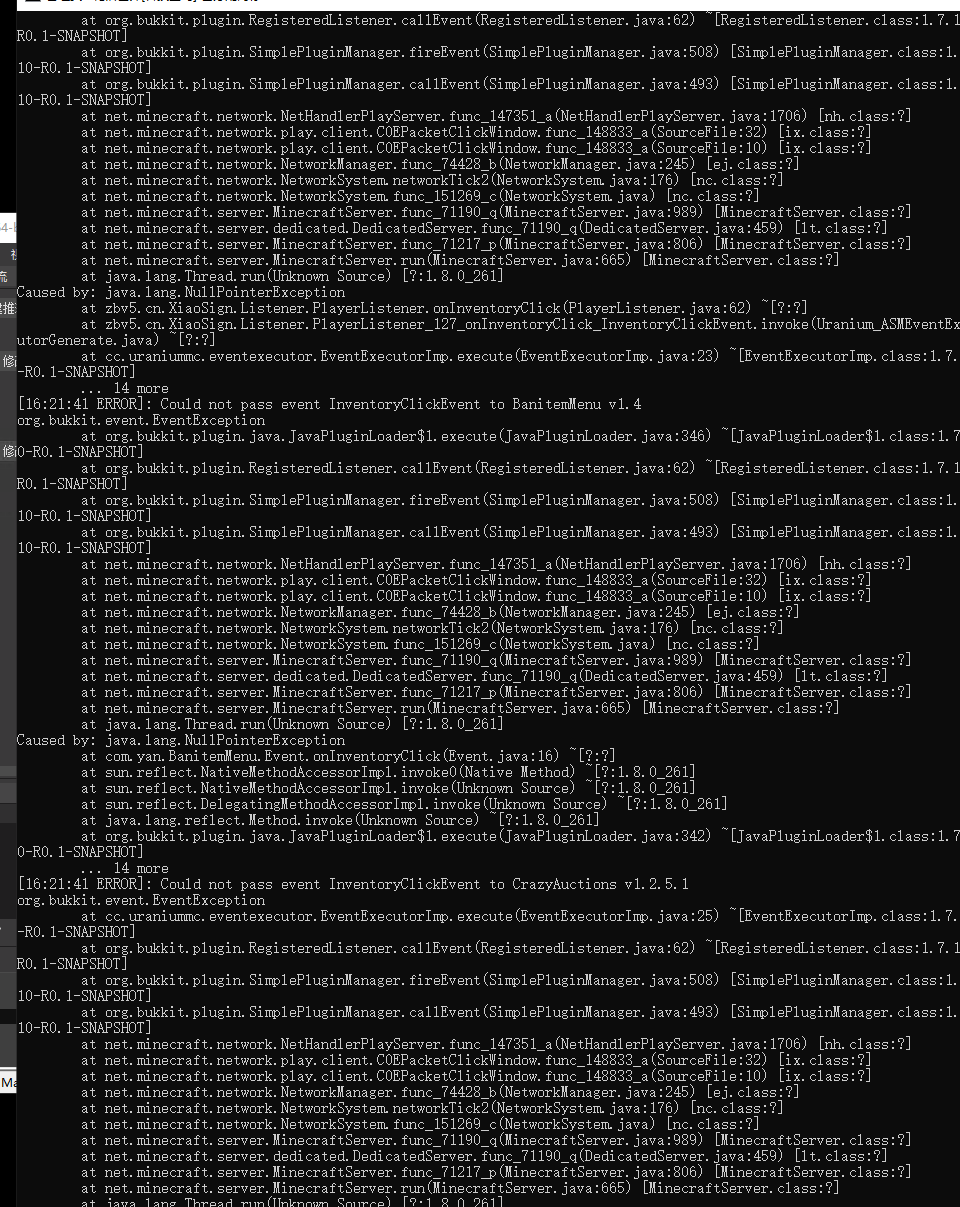 at org.bukkit.plugin.RegisteredListener.callEvent(RegisteredListener.java:62) ~[RegisteredListener.class:1.7.1
R0.1-SNAPSHOT]
at org.bukkit.plugin.SimplePluginManager.fireEvent(SimplePluginManager.java:508) [SimplePluginManager.class:1.
10-R0.1-SNAPSHOT]
at org.bukkit.plugin.SimplePluginManager.callEvent(SimplePluginManager.java:493) [SimplePluginManager.class:1.
10-R0.1-SNAPSHOT]
at net.minecraft.network.NetHandlerPlayServer.func_147351_a(NetHandlerPlayServer.java:1706) [nh.class:?]
at net.minecraft.network.play.client.C0EPacketClickWindow.func_148833_a(SourceFile:32) [ix.class:?]
at net.minecraft.network.play.client.C0EPacketClickWindow.func_148833_a(SourceFile:10) [ix.class:?]
at net.minecraft.network.NetworkManager.func_74428_b(NetworkManager.java:245) [ej.class:?]
at net.minecraft.network.NetworkSystem.networkTick2(NetworkSystem.java:176) [nc.class:?]
at net.minecraft.network.NetworkSystem.func_151269_c(NetworkSystem.java) [nc.class:?]
at net.minecraft.server.MinecraftServer.func_71190_q(MinecraftServer.java:989) [MinecraftServer.class:?]
at net.minecraft.server.dedicated.DedicatedServer.func_71190_q(DedicatedServer.java:459) [lt.class:?]
at net.minecraft.server.MinecraftServer.func_71217_p(MinecraftServer.java:806) [MinecraftServer.class:?]
at net.minecraft.server.MinecraftServer.run(MinecraftServer.java:665) [MinecraftServer.class:?]
at java.lang.Thread.run(Unknown Source) [?:1.8.0_261]
Caused by: java.lang.NullPointerException
at zbv5.cn.XiaoSign.Listener.PlayerListener.onInventoryClick(PlayerListener.java:62) ~[?:?]
at zbv5.cn.XiaoSign.Listener.PlayerListener_127_onInventoryClick_InventoryClickEvent.invoke(Uranium_ASMEventEx
utorGenerate.java) ~[?:?]
at cc.uraniummc.eventexecutor.EventExecutorImp.execute(EventExecutorImp.java:23) ~[EventExecutorImp.class:1.7.
-R0.1-SNAPSHOT]
... 14 more
[16:21:41 ERROR]: Could not pass event InventoryClickEvent to BanitemMenu v1.4
org.bukkit.event.EventException
at org.bukkit.plugin.java.JavaPluginLoader$1.execute(JavaPluginLoader.java:346) ~[JavaPluginLoader$1.class:1.7
0-R0.1-SNAPSHOT]
at org.bukkit.plugin.RegisteredListener.callEvent(RegisteredListener.java:62) ~[RegisteredListener.class:1.7.1
R0.1-SNAPSHOT]
at org.bukkit.plugin.SimplePluginManager.fireEvent(SimplePluginManager.java:508) [SimplePluginManager.class:1.
10-R0.1-SNAPSHOT]
at org.bukkit.plugin.SimplePluginManager.callEvent(SimplePluginManager.java:493) [SimplePluginManager.class:1.
10-R0.1-SNAPSHOT]
at net.minecraft.network.NetHandlerPlayServer.func_147351_a(NetHandlerPlayServer.java:1706) [nh.class:?]
at net.minecraft.network.play.client.C0EPacketClickWindow.func_148833_a(SourceFile:32) [ix.class:?]
at net.minecraft.network.play.client.C0EPacketClickWindow.func_148833_a(SourceFile:10) [ix.class:?]
at net.minecraft.network.NetworkManager.func_74428_b(NetworkManager.java:245) [ej.class:?]
at net.minecraft.network.NetworkSystem.networkTick2(NetworkSystem.java:176) [nc.class:?]
at net.minecraft.network.NetworkSystem.func_151269_c(NetworkSystem.java) [nc.class:?]
at net.minecraft.server.MinecraftServer.func_71190_q(MinecraftServer.java:989) [MinecraftServer.class:?]
at net.minecraft.server.dedicated.DedicatedServer.func_71190_q(DedicatedServer.java:459) [lt.class:?]
at net.minecraft.server.MinecraftServer.func_71217_p(MinecraftServer.java:806) [MinecraftServer.class:?]
at net.minecraft.server.MinecraftServer.run(MinecraftServer.java:665) [MinecraftServer.class:?]
at java.lang.Thread.run(Unknown Source) [?:1.8.0_261]
Caused by: java.lang.NullPointerException
at com.yan.BanitemMenu.Event.onInventoryClick(Event.java:16) ~[?:?]
at sun.reflect.NativeMethodAccessorImpl.invoke0(Native Method) ~[?:1.8.0_261]
at sun.reflect.NativeMethodAccessorImpl.invoke(Unknown Source) ~[?:1.8.0_261]
at sun.reflect.DelegatingMethodAccessorImpl.invoke(Unknown Source) ~[?:1.8.0_261]
at java.lang.reflect.Method.invoke(Unknown Source) ~[?:1.8.0_261]
at org.bukkit.plugin.java.JavaPluginLoader$1.execute(JavaPluginLoader.java:342) ~[JavaPluginLoader$1.class:1.7
0-R0.1-SNAPSHOT]
... 14 more
[16:21:41 ERROR]: Could not pass event InventoryClickEvent to CrazyAuctions v1.2.5.1
org.bukkit.event.EventException
at cc.uraniummc.eventexecutor.EventExecutorImp.execute(EventExecutorImp.java:25) ~[EventExecutorImp.class:1.7.
-R0.1-SNAPSHOT]
at org.bukkit.plugin.RegisteredListener.callEvent(RegisteredListener.java:62) ~[RegisteredListener.class:1.7.1
R0.1-SNAPSHOT]
at org.bukkit.plugin.SimplePluginManager.fireEvent(SimplePluginManager.java:508) [SimplePluginManager.class:1.
10-R0.1-SNAPSHOT]
at org.bukkit.plugin.SimplePluginManager.callEvent(SimplePluginManager.java:493) [SimplePluginManager.class:1.
10-R0.1-SNAPSHOT]
at net.minecraft.network.NetHandlerPlayServer.func_147351_a(NetHandlerPlayServer.java:1706) [nh.class:?]
at net.minecraft.network.play.client.C0EPacketClickWindow.func_148833_a(SourceFile:32) [ix.class:?]
at net.minecraft.network.play.client.C0EPacketClickWindow.func_148833_a(SourceFile:10) [ix.class:?]
at net.minecraft.network.NetworkManager.func_74428_b(NetworkManager.java:245) [ej.class:?]
at net.minecraft.network.NetworkSystem.networkTick2(NetworkSystem.java:176) [nc.class:?]
at net.minecraft.network.NetworkSystem.func_151269_c(NetworkSystem.java) [nc.class:?]
at net.minecraft.server.MinecraftServer.func_71190_q(MinecraftServer.java:989) [MinecraftServer.class:?]
at net.minecraft.server.dedicated.DedicatedServer.func_71190_q(DedicatedServer.java:459) [lt.class:?]
at net.minecraft.server.MinecraftServer.func_71217_p(MinecraftServer.java:806) [MinecraftServer.class:?]
at net.minecraft.server.MinecraftServer.run(MinecraftServer.java:665) [MinecraftServer.class:?]
at java.lang.Thread.run(Unknown Source) [?:1.8.0_261]